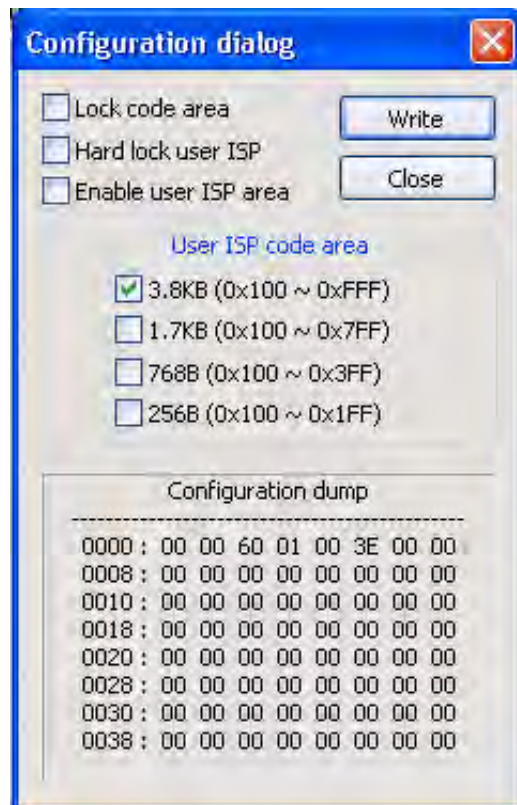 Configuration dialog
Lock code area
Write
Hard lock user ISP
Close
Enable user ISP area
User ISP code area
3.8KB (0x100 ~ 0xFFF)
1.7KB (0x100 ~ 0x7FF)
768B (0x100 ~ 0x3FF)
256B (0x100 ~ 0x1FF)
Configuration dump
--------------------------------------------------
0000 : 00 00 60 01 00 3E 00 00
0008 : 00 00 00 00 00 00 00 00
0010 : 00 00 00 00 00 00 00 00
0018 : 00 00 00 00 00 00 00 00
0020 : 00 00 00 00 00 00 00 00
0028 : 00 00 00 00 00 00 00 00
0030 : 00 00 00 00 00 00 00 00
0038 : 00 00 00 00 00 00 00 00